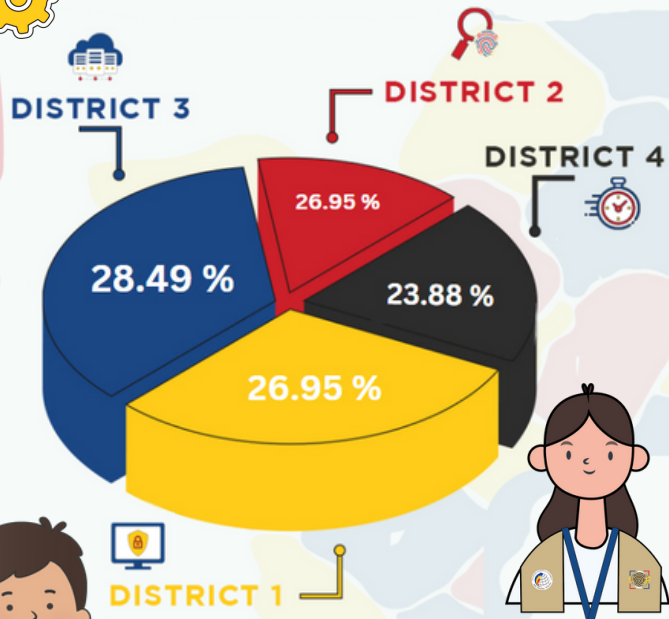 DISTRICT 2
DISTRICT 3
DISTRICT 4
26.95 %
28.49 %
23.88 %
26.95 %
DISTRICT 1